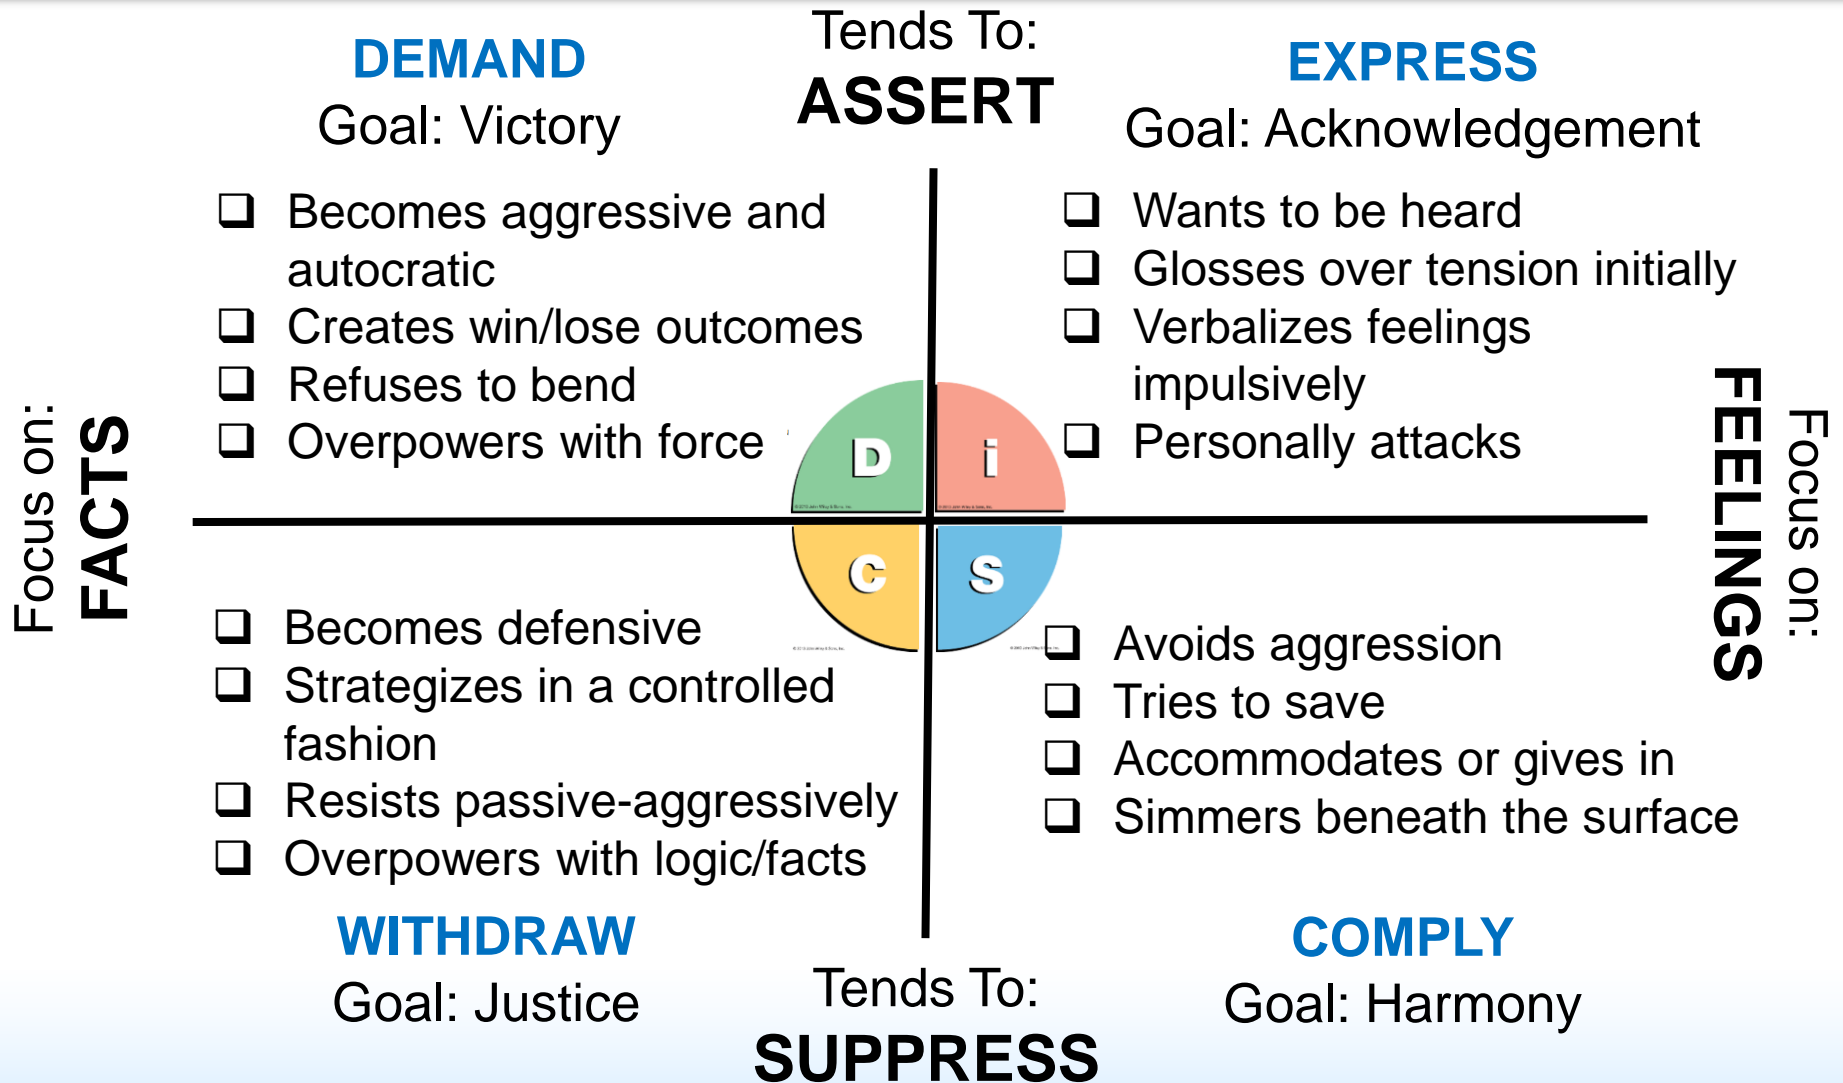 Tends To:
ASSERT
DEMAND
Goal: Victory
Becomes aggressive and
autocratic
Creates win/lose outcomes
Refuses to bend
Overpowers with force
EXPRESS
Goal: Acknowledgement
Wants to be heard
Glosses over tension initially
Verbalizes feelings
impulsively
Personally attacks
Focus on:
FACTS
D
i
C
S
Focus on:
FEELINGS
Becomes defensive
Strategizes in a controlled
fashion
Resists passive-aggressively
Overpowers with logic/facts
WITHDRAW
Goal: Justice
Avoids aggression
Tries to save
Accommodates or gives in
Simmers beneath the surface
COMPLY
Goal: Harmony
Tends To:
SUPPRESS